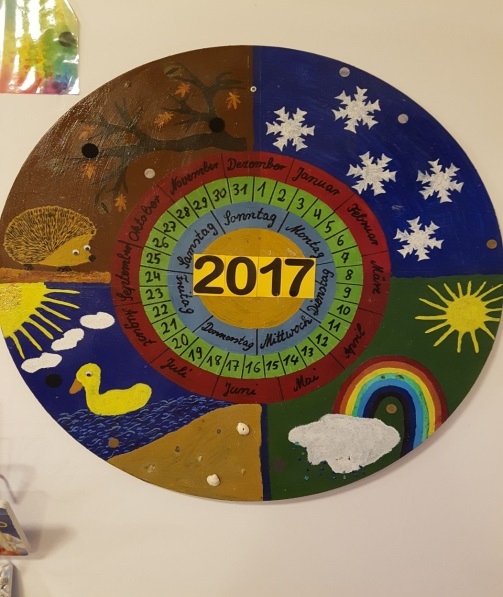 2017
Sonntag
Montag
Dienstag
Mittwoch
Donnerstag
Freitag
Samstag
1 2 3 4 5 6 7 8 9 10 11 12 13 14 15 16 17 18 19 20 21 22 23 24 25 26 27 28 29 30 31
Januar
Februar
März
April
Mai
Juni
Juli
August
September
Oktober
November
Dezember